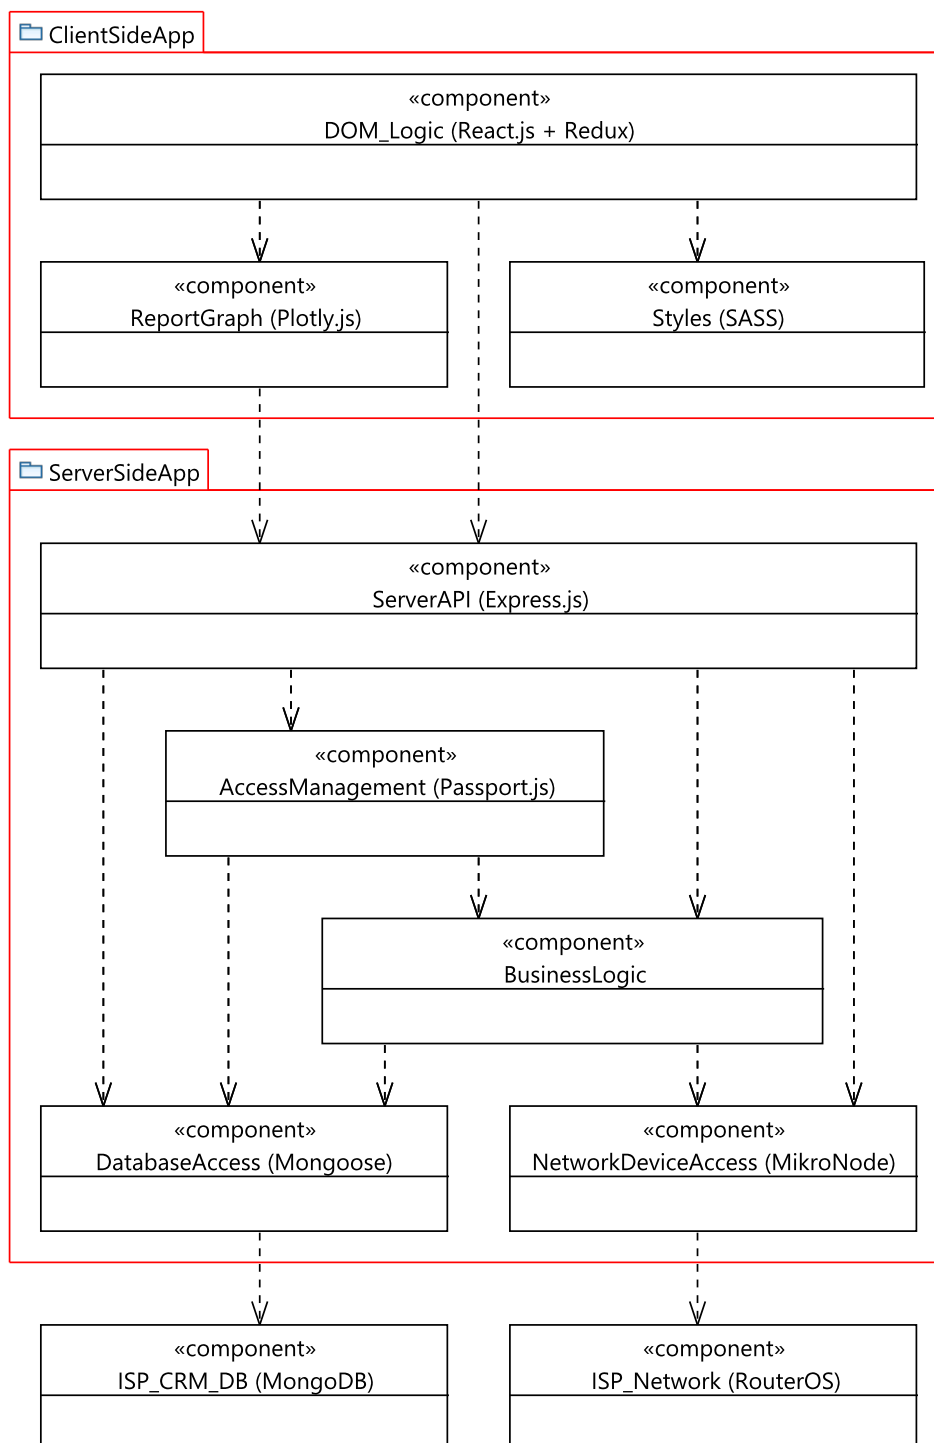 ClientSideApp
«component»
DOM_Logic (React.js + Redux)
«component»
ReportGraph (Plotly.js)
«component»
Styles (SASS)
ServerSideApp
«component»
ServerAPI (Express.js)
«component»
AccessManagement (Passport.js)
«component»
BusinessLogic
«component»
DatabaseAccess (Mongoose)
«component»
NetworkDeviceAccess (MikroNode)
«component»
ISP_CRM_DB (MongoDB)
«component»
ISP_Network (RouterOS)